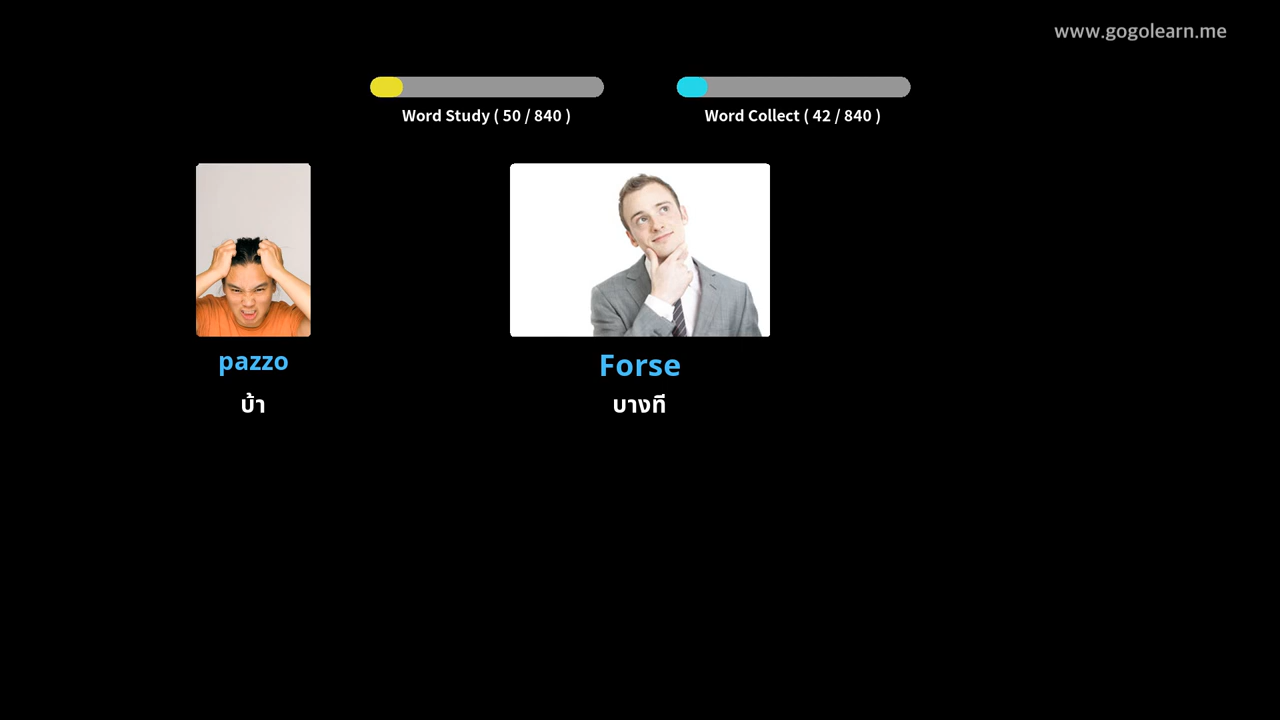 www.gogolearn.me
Word Study ( 50 / 840 )
Word Collect ( 42 / 840 )
pazzo
บ้า
Forse
บางที